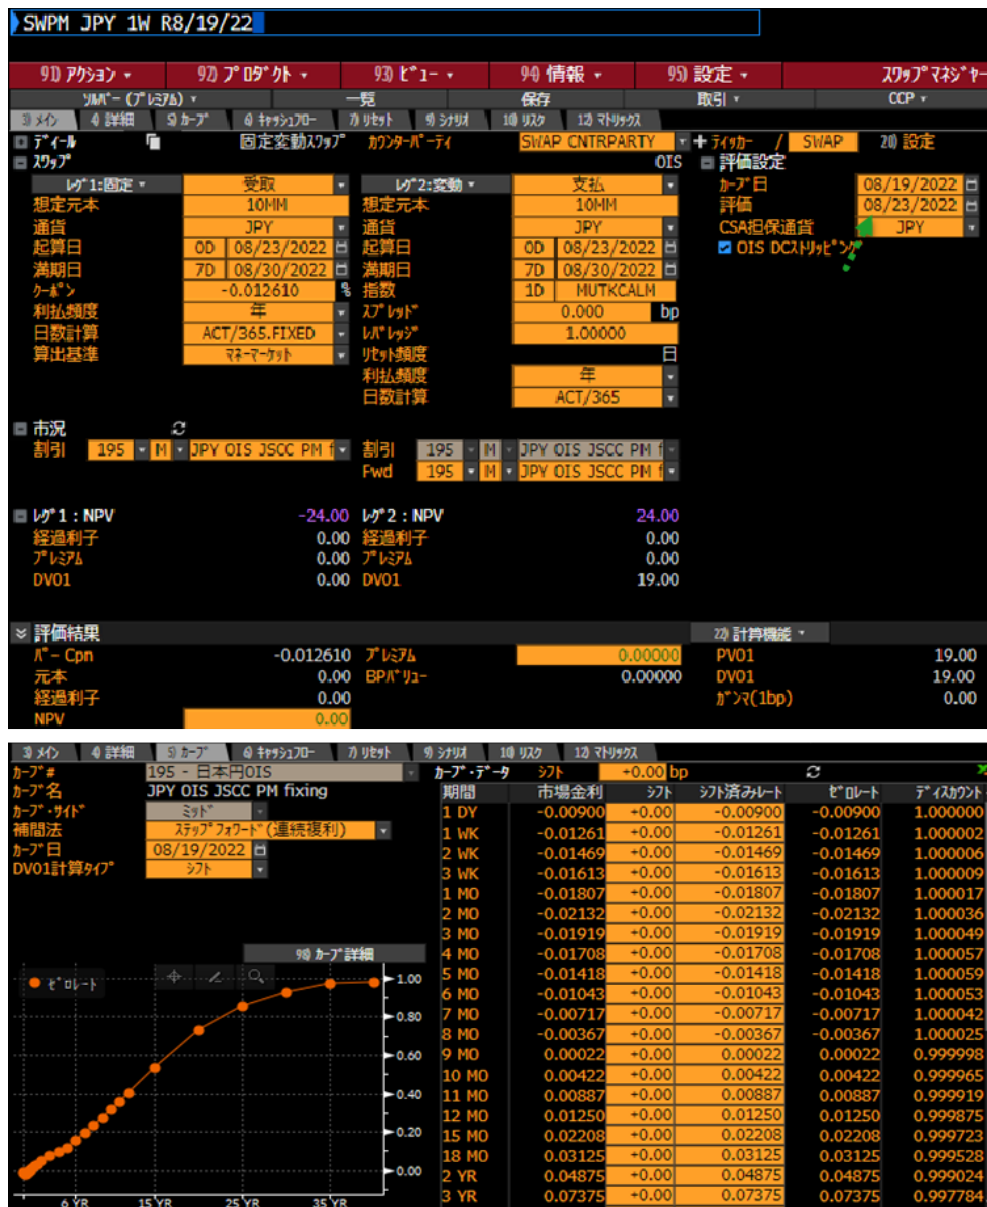 SWPM JPY 1W R8/19/22
91) ｱｸｼｮﾝ 92) ﾌﾟﾛﾀﾞｸﾄ 93) ﾋﾞｭｰ 94) 情報 95) 設定 ｽﾜｯﾌﾟﾏﾈｼﾞｬｰ
ｿﾙﾊﾞｰ (ﾌﾟﾚﾐｱﾑ) 一覧 保存 取引 CCP
3) ﾒｲﾝ 4) 詳細 5) ｶｰﾌﾞ 6) ｷｬｯｼｭﾌﾛｰ 7) ﾘｾｯﾄ 9) ｼﾅﾘｵ 10) ﾘｽｸ 12) ﾏﾄﾘｯｸｽ
ﾃﾞｨｰﾙ 固定変動ｽﾜｯﾌﾟ ｶｳﾝﾀｰﾊﾟｰﾃｨ SWAP CNTRPARTY ﾃｨｯｶｰ / SWAP 20) 設定
ｽﾜｯﾌﾟ OIS 評価設定
ﾚｸﾞ1:固定 受取 ﾚｸﾞ2:変動 支払 ｶｰﾌﾞ日 08/19/2022
想定元本 10MM 想定元本 10MM 評価 08/23/2022
通貨 JPY 通貨 JPY CSA担保通貨 JPY
起算日 0D 08/23/2022 起算日 0D 08/23/2022 OIS DCｽﾄﾘｯﾋﾟﾝｸﾞ
満期日 7D 08/30/2022 満期日 7D 08/30/2022
ｸｰﾎﾟﾝ -0.012610 % 指数 1D MUTKCALM
利払頻度 年 ｽﾌﾟﾚｯﾄﾞ 0.000 bp
日数計算 ACT/365.FIXED ﾚﾊﾞﾚｯｼﾞ 1.00000
算出基準 ﾏﾈｰﾏｰｹｯﾄ ﾘｾｯﾄ頻度 日
利払頻度 年
日数計算 ACT/365
市況
割引 195 M JPY OIS JSCC PM f 割引 195 M JPY OIS JSCC PM f
Fwd 195 M JPY OIS JSCC PM f
ﾚｸﾞ1：NPV -24.00 ﾚｸﾞ2：NPV 24.00
経過利子 0.00 経過利子 0.00
ﾌﾟﾚﾐｱﾑ 0.00 ﾌﾟﾚﾐｱﾑ 0.00
DV01 0.00 DV01 19.00
評価結果 22) 計算機能
ﾊﾟｰ Cpn -0.012610 ﾌﾟﾚﾐｱﾑ 0.00000 PV01 19.00
元本 0.00 BPﾊﾞﾘｭｰ 0.00000 DV01 19.00
経過利子 0.00 ｶﾞﾝﾏ(1bp) 0.00
NPV 0.00
3) ﾒｲﾝ 4) 詳細 5) ｶｰﾌﾞ 6) ｷｬｯｼｭﾌﾛｰ 7) ﾘｾｯﾄ 9) ｼﾅﾘｵ 10) ﾘｽｸ 12) ﾏﾄﾘｯｸｽ
ｶｰﾌﾞ# 195 - 日本円OIS ｶｰﾌﾞ･ﾃﾞｰﾀ ｼﾌﾄ +0.00 bp
ｶｰﾌﾞ名 JPY OIS JSCC PM fixing 期間 市場金利 ｼﾌﾄ ｼﾌﾄ済みﾚｰﾄ ｾﾞﾛﾚｰﾄ ﾃﾞｨｽｶｳﾝﾄ
ｶｰﾌﾞ･ｻｲﾄﾞ ﾐｯﾄﾞ 1 DY -0.00900 +0.00 -0.00900 -0.00900 1.000000
補間法 ｽﾃｯﾌﾟﾌｫﾜｰﾄﾞ(連続複利) 1 WK -0.01261 +0.00 -0.01261 -0.01261 1.000002
ｶｰﾌﾞ日 08/19/2022 2 WK -0.01469 +0.00 -0.01469 -0.01469 1.000006
DV01計算ﾀｲﾌﾟ ｼﾌﾄ 3 WK -0.01613 +0.00 -0.01613 -0.01613 1.000009
1 MO -0.01807 +0.00 -0.01807 -0.01807 1.000017
2 MO -0.02132 +0.00 -0.02132 -0.02132 1.000036
3 MO -0.01919 +0.00 -0.01919 -0.01919 1.000049
98) ｶｰﾌﾞ詳細 4 MO -0.01708 +0.00 -0.01708 -0.01708 1.000057
ｾﾞﾛﾚｰﾄ 1.00 5 MO -0.01418 +0.00 -0.01418 -0.01418 1.000059
6 MO -0.01043 +0.00 -0.01043 -0.01043 1.000053
0.80 7 MO -0.00717 +0.00 -0.00717 -0.00717 1.000042
8 MO -0.00367 +0.00 -0.00367 -0.00367 1.000025
0.60 9 MO 0.00022 +0.00 0.00022 0.00022 0.999998
10 MO 0.00422 +0.00 0.00422 0.00422 0.999965
0.40 11 MO 0.00887 +0.00 0.00887 0.00887 0.999919
12 MO 0.01250 +0.00 0.01250 0.01250 0.999875
0.20 15 MO 0.02208 +0.00 0.02208 0.02208 0.999723
18 MO 0.03125 +0.00 0.03125 0.03125 0.999528
0.00 2 YR 0.04875 +0.00 0.04875 0.04875 0.999024
3 YR 0.07375 +0.00 0.07375 0.07375 0.997784
6 YR 15 YR 25 YR 35 YR